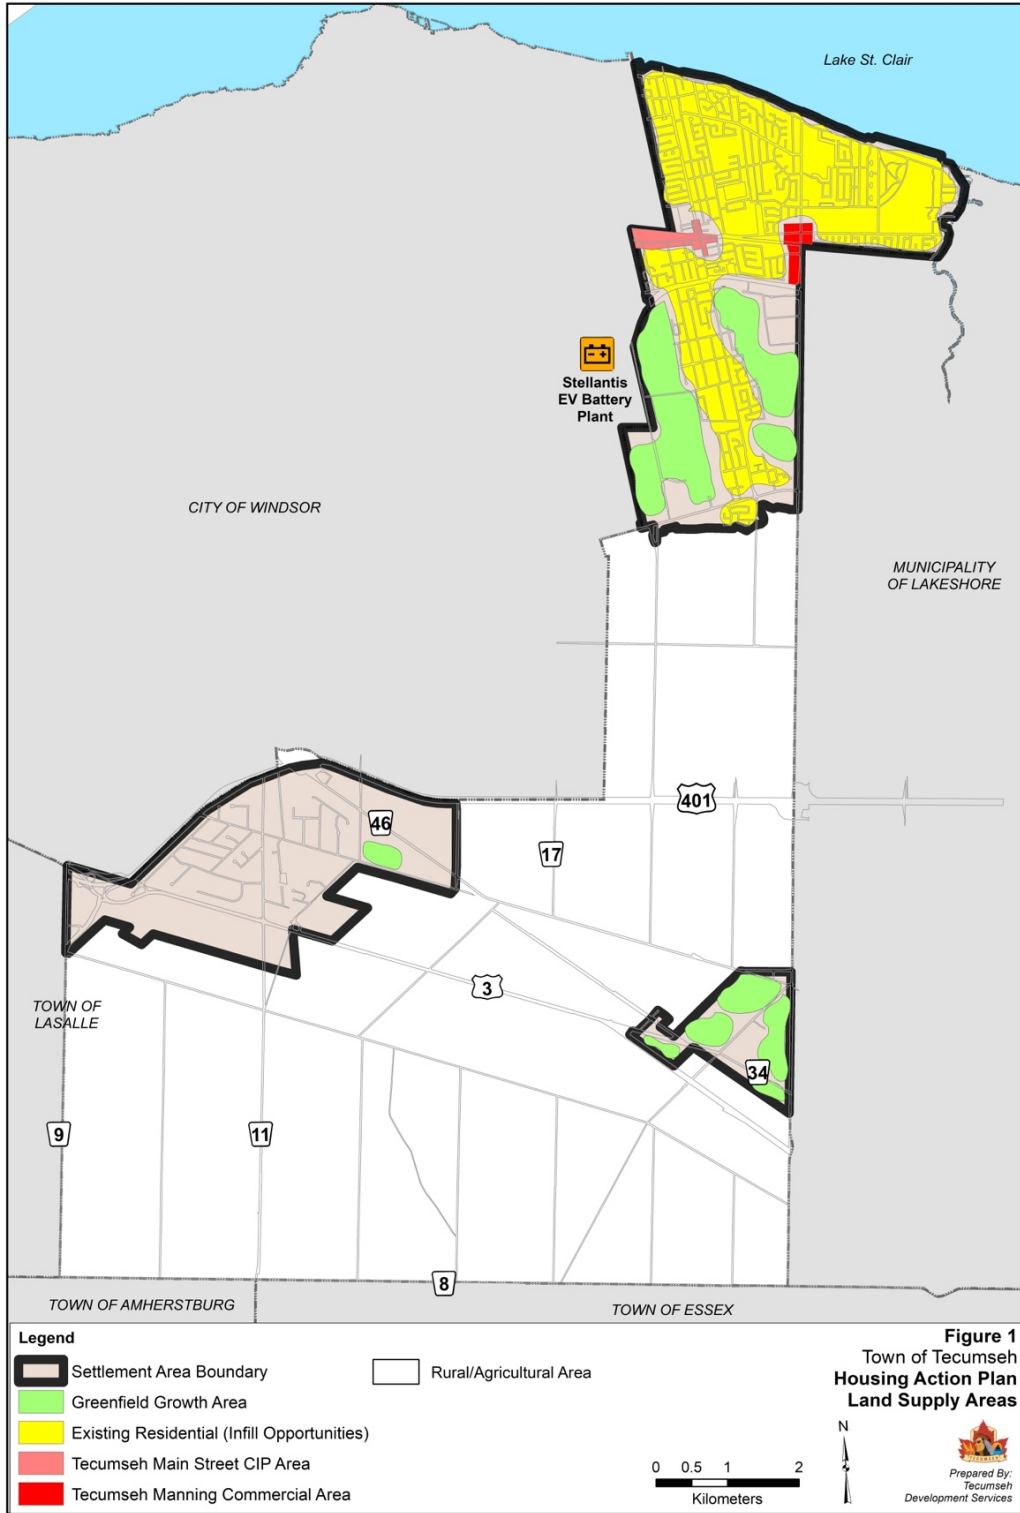 Lake St. Clair
Stellantis
EV Battery
Plant
CITY OF WINDSOR
MUNICIPALITY
OF LAKESHORE
401
46
17
3
TOWN OF
LASALLE
34
9
11
8
TOWN OF AMHERSTBURG
TOWN OF ESSEX
Legend
Settlement Area Boundary
Rural/Agricultural Area
Greenfield Growth Area
Existing Residential (Infill Opportunities)
Tecumseh Main Street CIP Area
Tecumseh Manning Commercial Area
Figure 1
Town of Tecumseh
Housing Action Plan
Land Supply Areas
N
0 0.5 1 2
Kilometers
TECUMSEH
Prepared By:
Tecumseh
Development Services